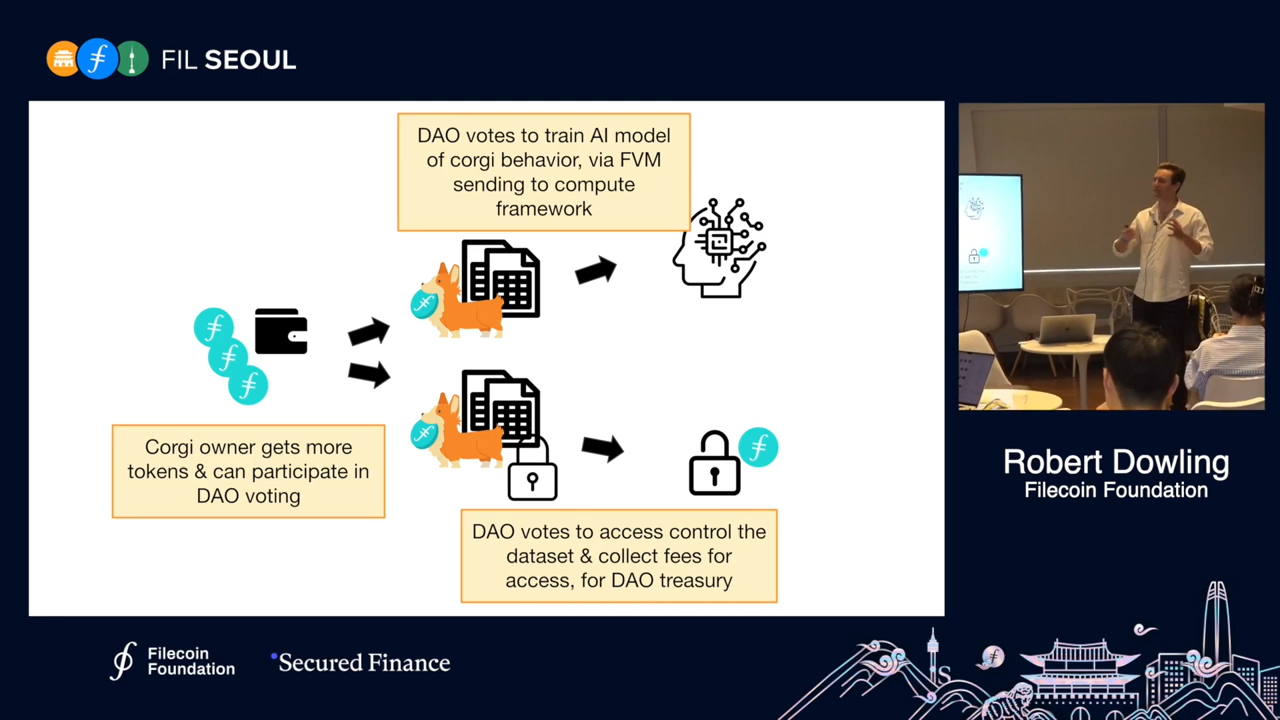 FIL SEOUL
DAO votes to train AI model
of corgi behavior, via FVM
sending to compute
framework
Corgi owner gets more
tokens & can participate in
DAO voting
DAO votes to access control the
dataset & collect fees for
access, for DAO treasury
Robert Dowling
Filecoin Foundation
Filecoin
Foundation
Secured Finance